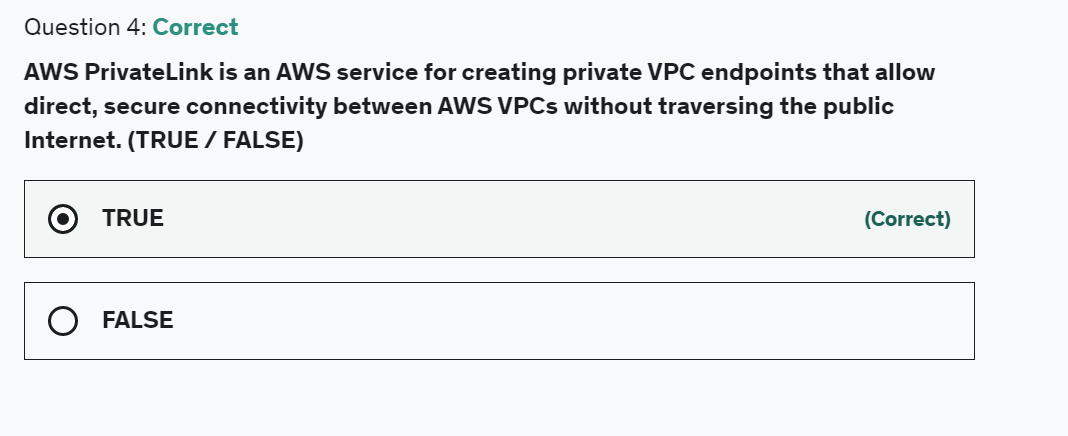 Question 4: Correct
AWS PrivateLink is an AWS service for creating private VPC endpoints that allow
direct, secure connectivity between AWS VPCs without traversing the public
Internet. (TRUE / FALSE)
TRUE (Correct)
FALSE